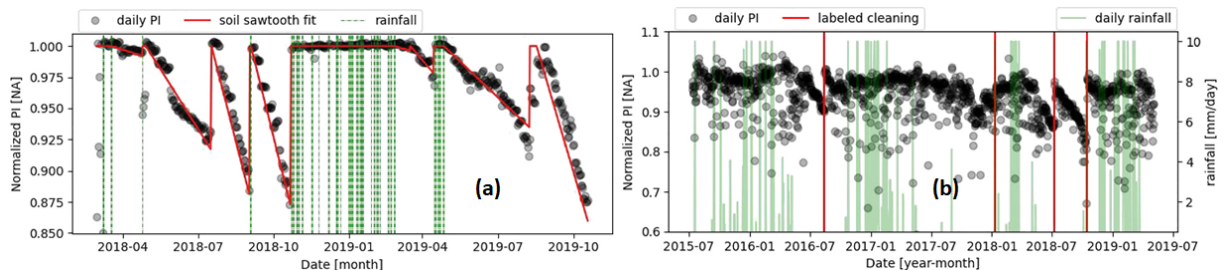 daily PI soil sawtooth fit rainfall
1.000
0.975
0.950
0.925
0.900
0.875
0.850
Normalized PI [NA]
(a)
2018-04 2018-07 2018-10 2019-01 2019-04 2019-07 2019-10
Date [month]
daily PI labeled cleaning daily rainfall
1.1
1.0
0.9
0.8
0.7
0.6
Normalized PI [NA]
10
8
6
4
2
rainfall [mm/day]
(b)
2015-07 2016-01 2016-07 2017-01 2017-07 2018-01 2018-07 2019-01 2019-07
Date [year-month]